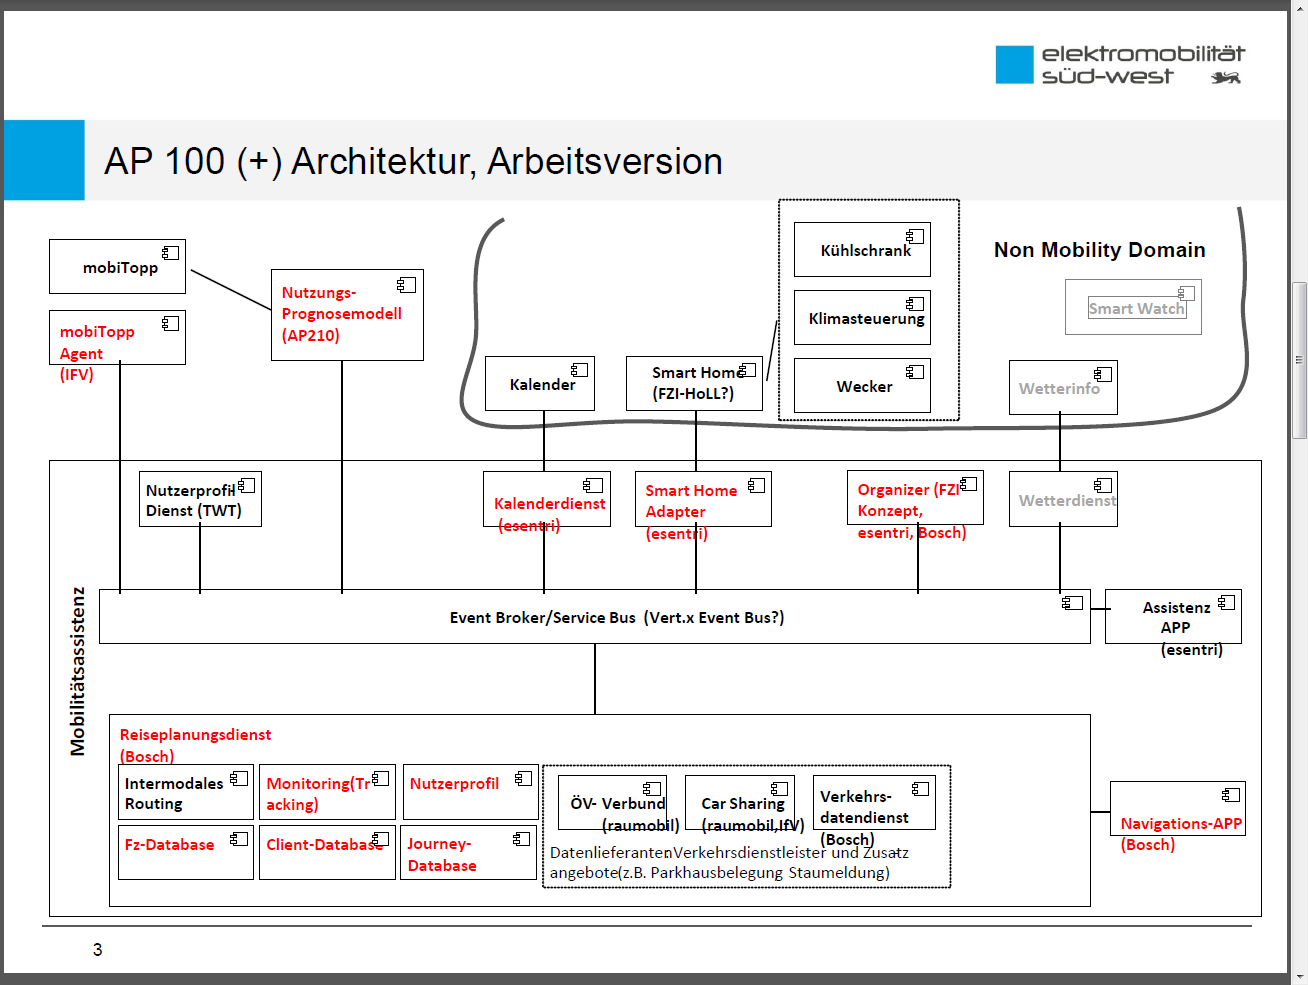 elektromobilität
süd-west
AP 100 (+) Architektur, Arbeitsversion
mobiTopp
mobiTopp
Agent
(IFV)
Nutzungs-
Prognosemodell
(AP210)
Kalender
Smart Home
(FZI-HoLL?)
Kühlschrank
Klimasteuerung
Wecker
Non Mobility Domain
Smart Watch
Wetterinfo
Mobilitätsassistenz
Nutzerprofil-
Dienst (TWT)
Kalenderdienst
(esentri)
Smart Home
Adapter
(esentri)
Organizer (FZI
Konzept,
esentri, Bosch)
Wetterdienst
Event Broker/Service Bus (Vert.x Event Bus?)
Assistenz
APP
(esentri)
Reiseplanungsdienst
(Bosch)
Intermodales
Routing
Monitoring(Tr
acking)
Nutzerprofil
Fz-Database
Client-Database
Journey-
Database
ÖV- Verbund
(raumobil)
Car Sharing
(raumobil,IfV)
Verkehrs-
datendienst
(Bosch)
Datenlieferanten:Verkehrsdienstleister und Zusatz-
angebote(z.B. Parkhausbelegung Staumeldung)
Navigations-APP
(Bosch)
3